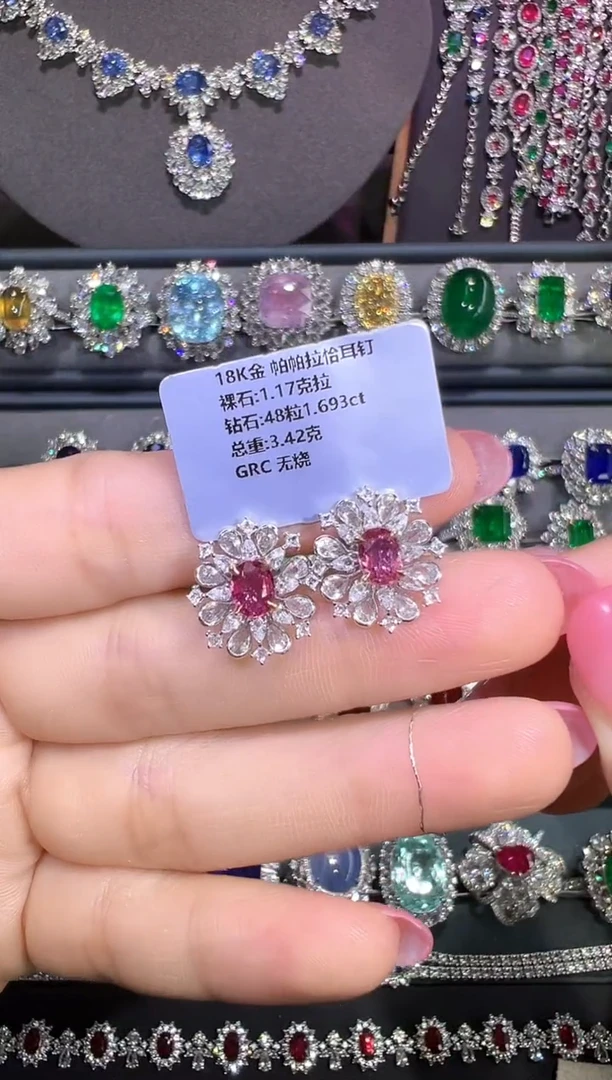 18K金 帕帕拉恰耳钉
裸石:1.17克拉
钻石:48粒1.693ct
总重:3.42克
GRC 无烧